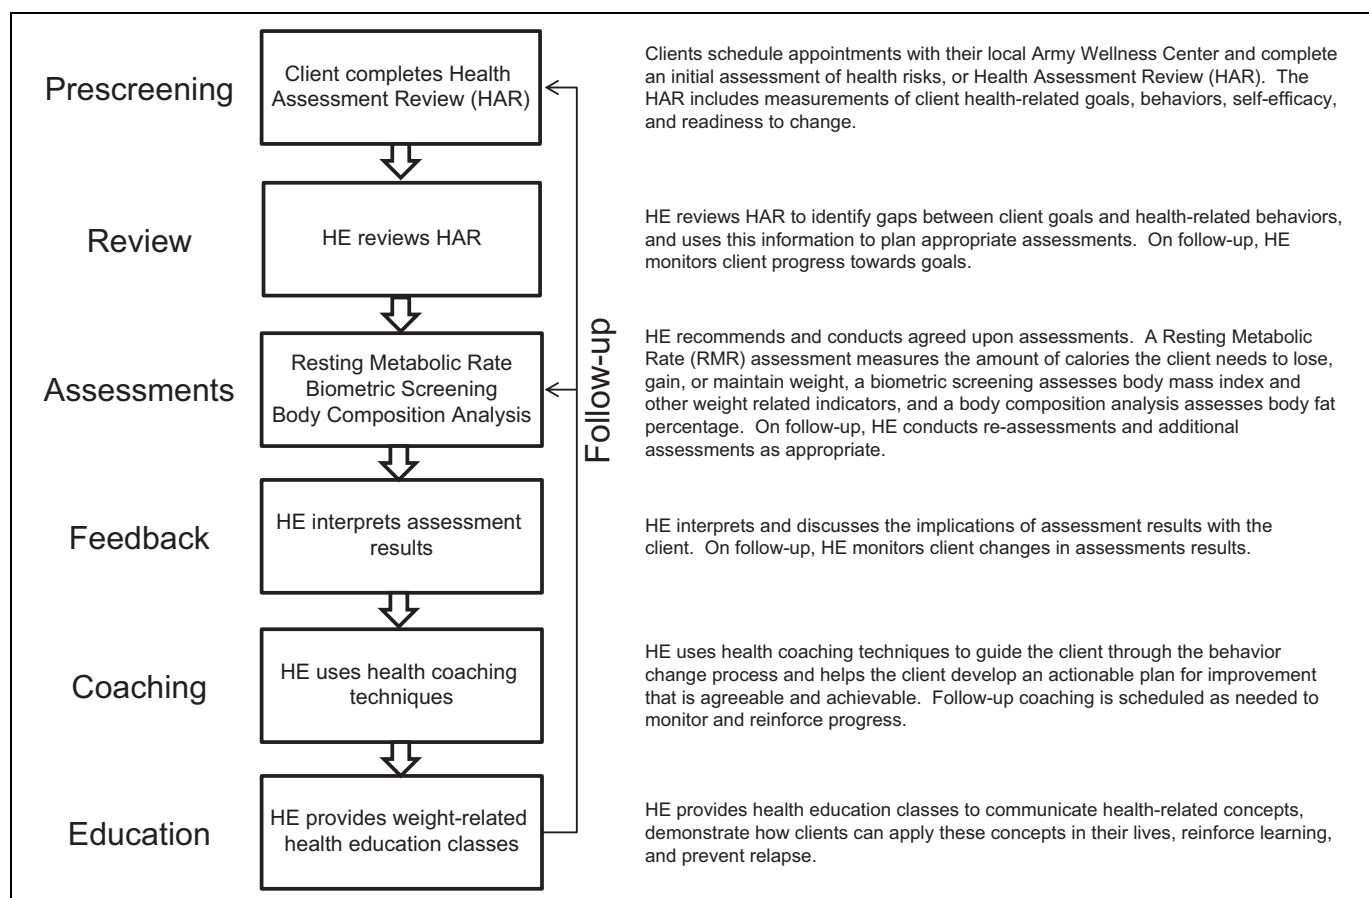 Prescreening
Client completes Health
Assessment Review (HAR)
Clients schedule appointments with their local Army Wellness Center and complete
an initial assessment of health risks, or Health Assessment Review (HAR).  The
HAR includes measurements of client health-related goals, behaviors, self-efficacy,
and readiness to change.
Review
HE reviews HAR
HE reviews HAR to identify gaps between client goals and health-related behaviors,
and uses this information to plan appropriate assessments.  On follow-up, HE
monitors client progress towards goals.
Assessments
Resting Metabolic Rate
Biometric Screening
Body Composition Analysis
HE recommends and conducts agreed upon assessments.  A Resting Metabolic
Rate (RMR) assessment measures the amount of calories the client needs to lose,
gain, or maintain weight, a biometric screening assesses body mass index and
other weight related indicators, and a body composition analysis assesses body fat
percentage.  On follow-up, HE conducts re-assessments and additional
assessments as appropriate.
Follow-up
Feedback
HE interprets assessment
results
HE interprets and discusses the implications of assessment results with the
client.  On follow-up, HE monitors client changes in assessments results.
Coaching
HE uses health coaching
techniques
HE uses health coaching techniques to guide the client through the behavior
change process and helps the client develop an actionable plan for improvement
that is agreeable and achievable.  Follow-up coaching is scheduled as needed to
monitor and reinforce progress.
Education
HE provides weight-related
health education classes
HE provides health education classes to communicate health-related concepts,
demonstrate how clients can apply these concepts in their lives, reinforce learning,
and prevent relapse.